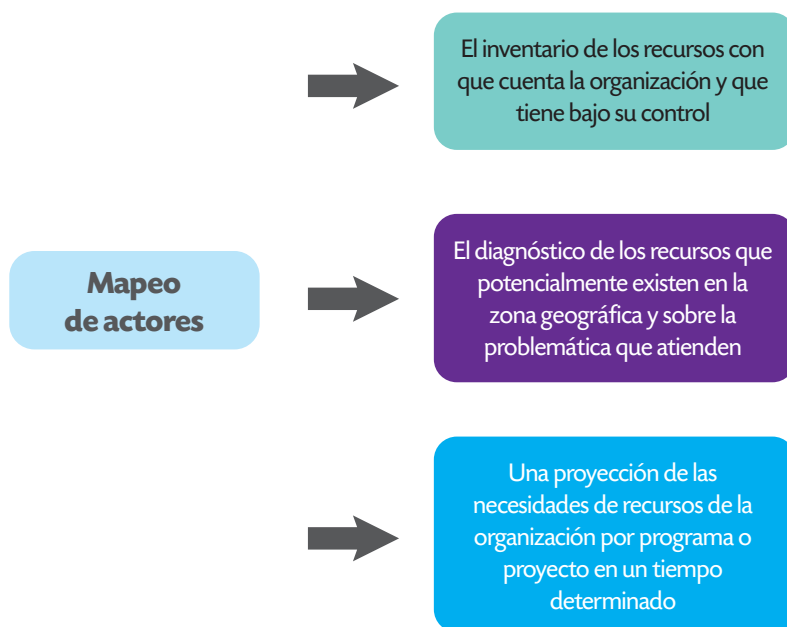 El inventario de los recursos con
que cuenta la organización y que
tiene bajo su control
Mapeo
de actores
El diagnóstico de los recursos que
potencialmente existen en la
zona geográfica y sobre la
problemática que atienden
Una proyección de las
necesidades de recursos de la
organización por programa o
proyecto en un tiempo
determinado